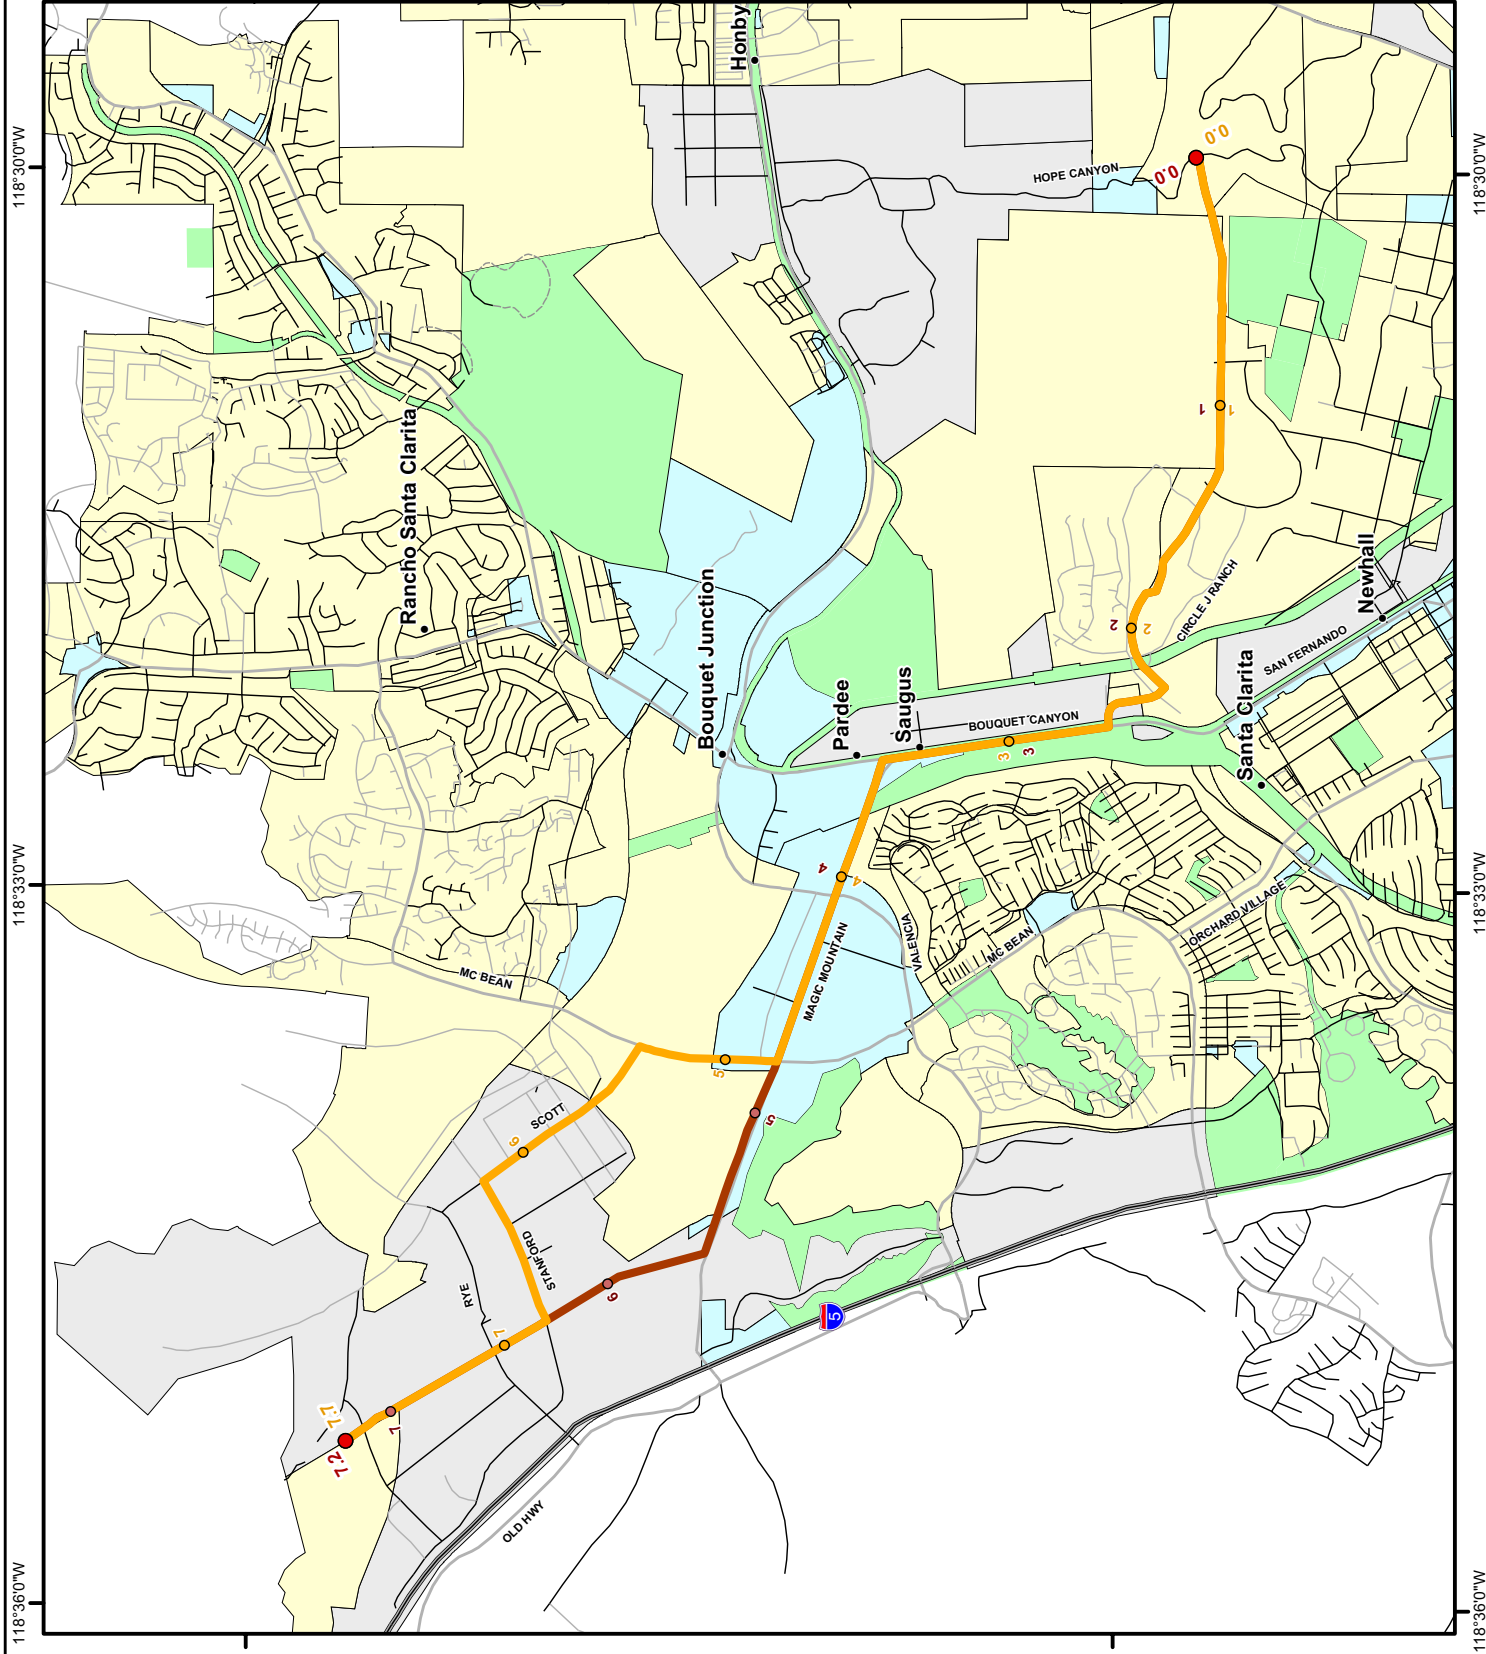 118°30'0"W
118°33'0"W
118°36'0"W
Honby
Rancho Santa Clarita
Bouquet Junction
Pardee
Saugus
Newhall
Santa Clarita
HOPE CANYON
CIRCLE J RANCH
SAN FERNANDO
BOUQUET CANYON
VALENCIA
MC BEAN
ORCHARD VILLAGE
MAGIC MOUNTAIN
MC BEAN
SCOTT
STANFORD
RYE
OLD HWY
5
0.0
0.0
1
1
2
2
3
3
4
4
5
5
6
6
7
7
7.7
7.2
118°30'0"W
118°33'0"W
118°36'0"W